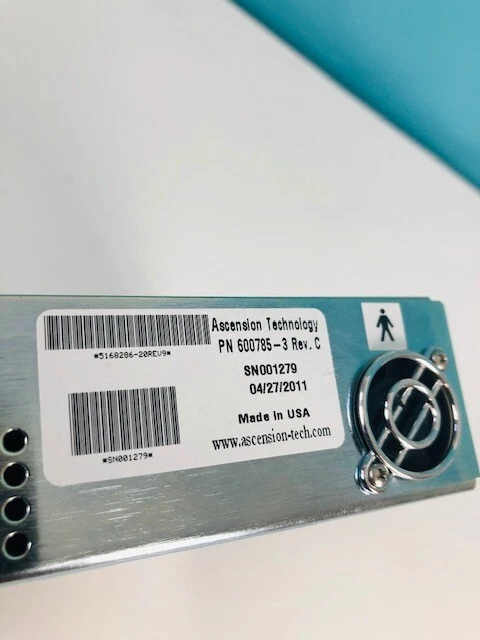 *5168286-20REV9*
Ascension Technology
PN 600785-3 Rev. C
SN001279
04/27/2011
Made in USA
www.ascension-tech.com
*SN001279*